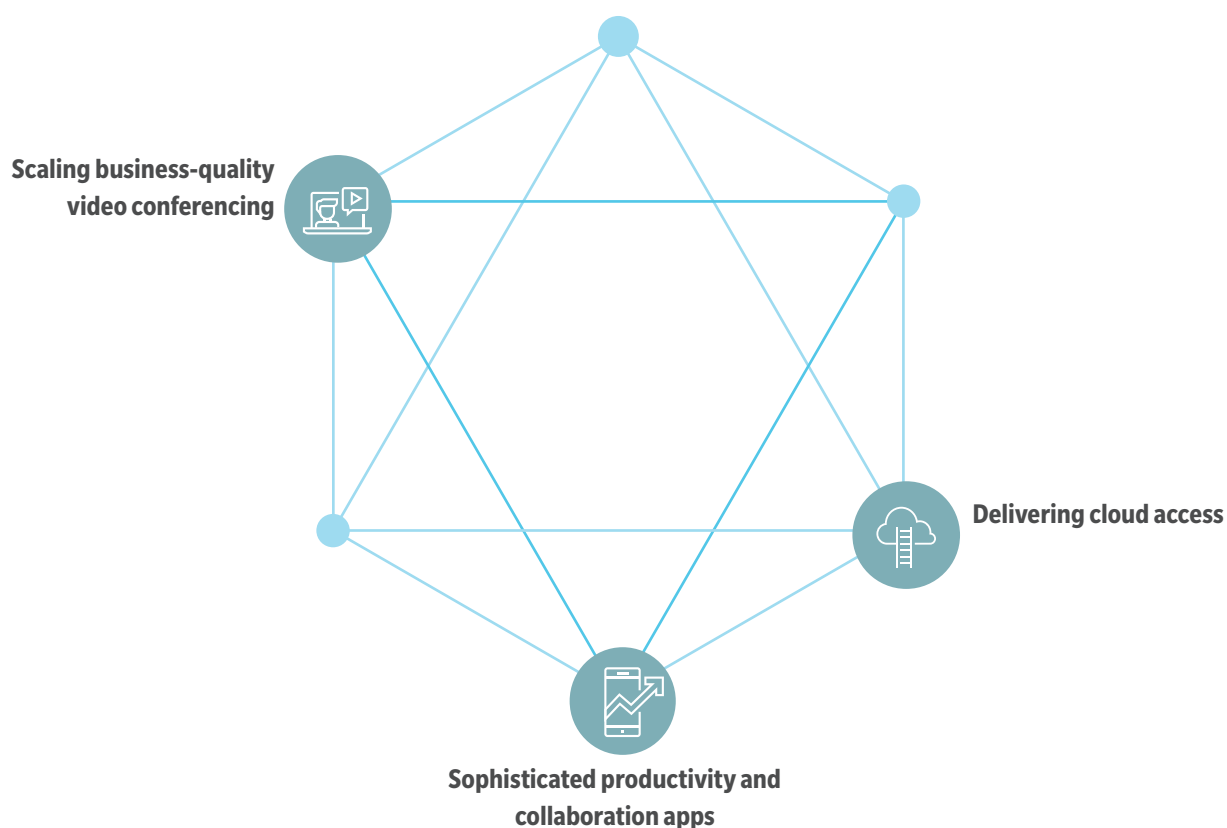 Scaling business-quality
video conferencing
Delivering cloud access
Sophisticated productivity and
collaboration apps